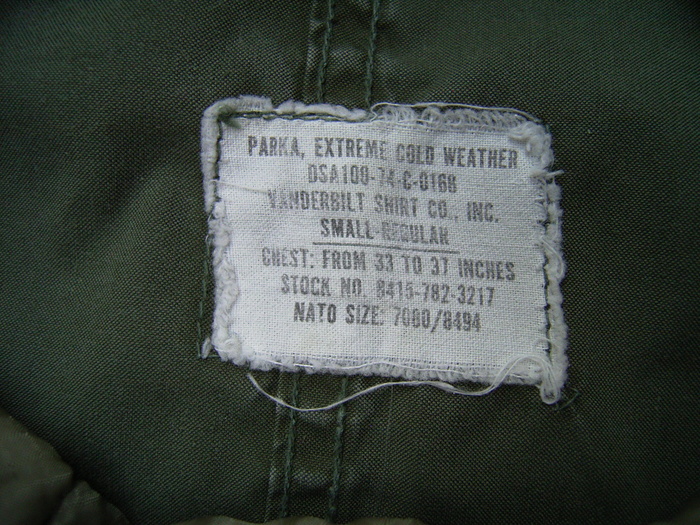 PARKA, EXTREME COLD WEATHER
DSA100-74-C-0168
VANDERBILT SHIRT CO., INC.
SMALL-REGULAR
CHEST: FROM 33 TO 37 INCHES
STOCK NO. 8415-782-3217
NATO SIZE: 7080/8494